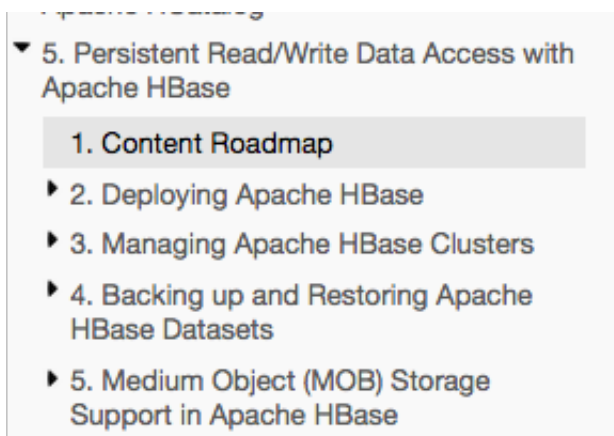 5. Persistent Read/Write Data Access with
Apache HBase
1. Content Roadmap
2. Deploying Apache HBase
3. Managing Apache HBase Clusters
4. Backing up and Restoring Apache
HBase Datasets
5. Medium Object (MOB) Storage
Support in Apache HBase